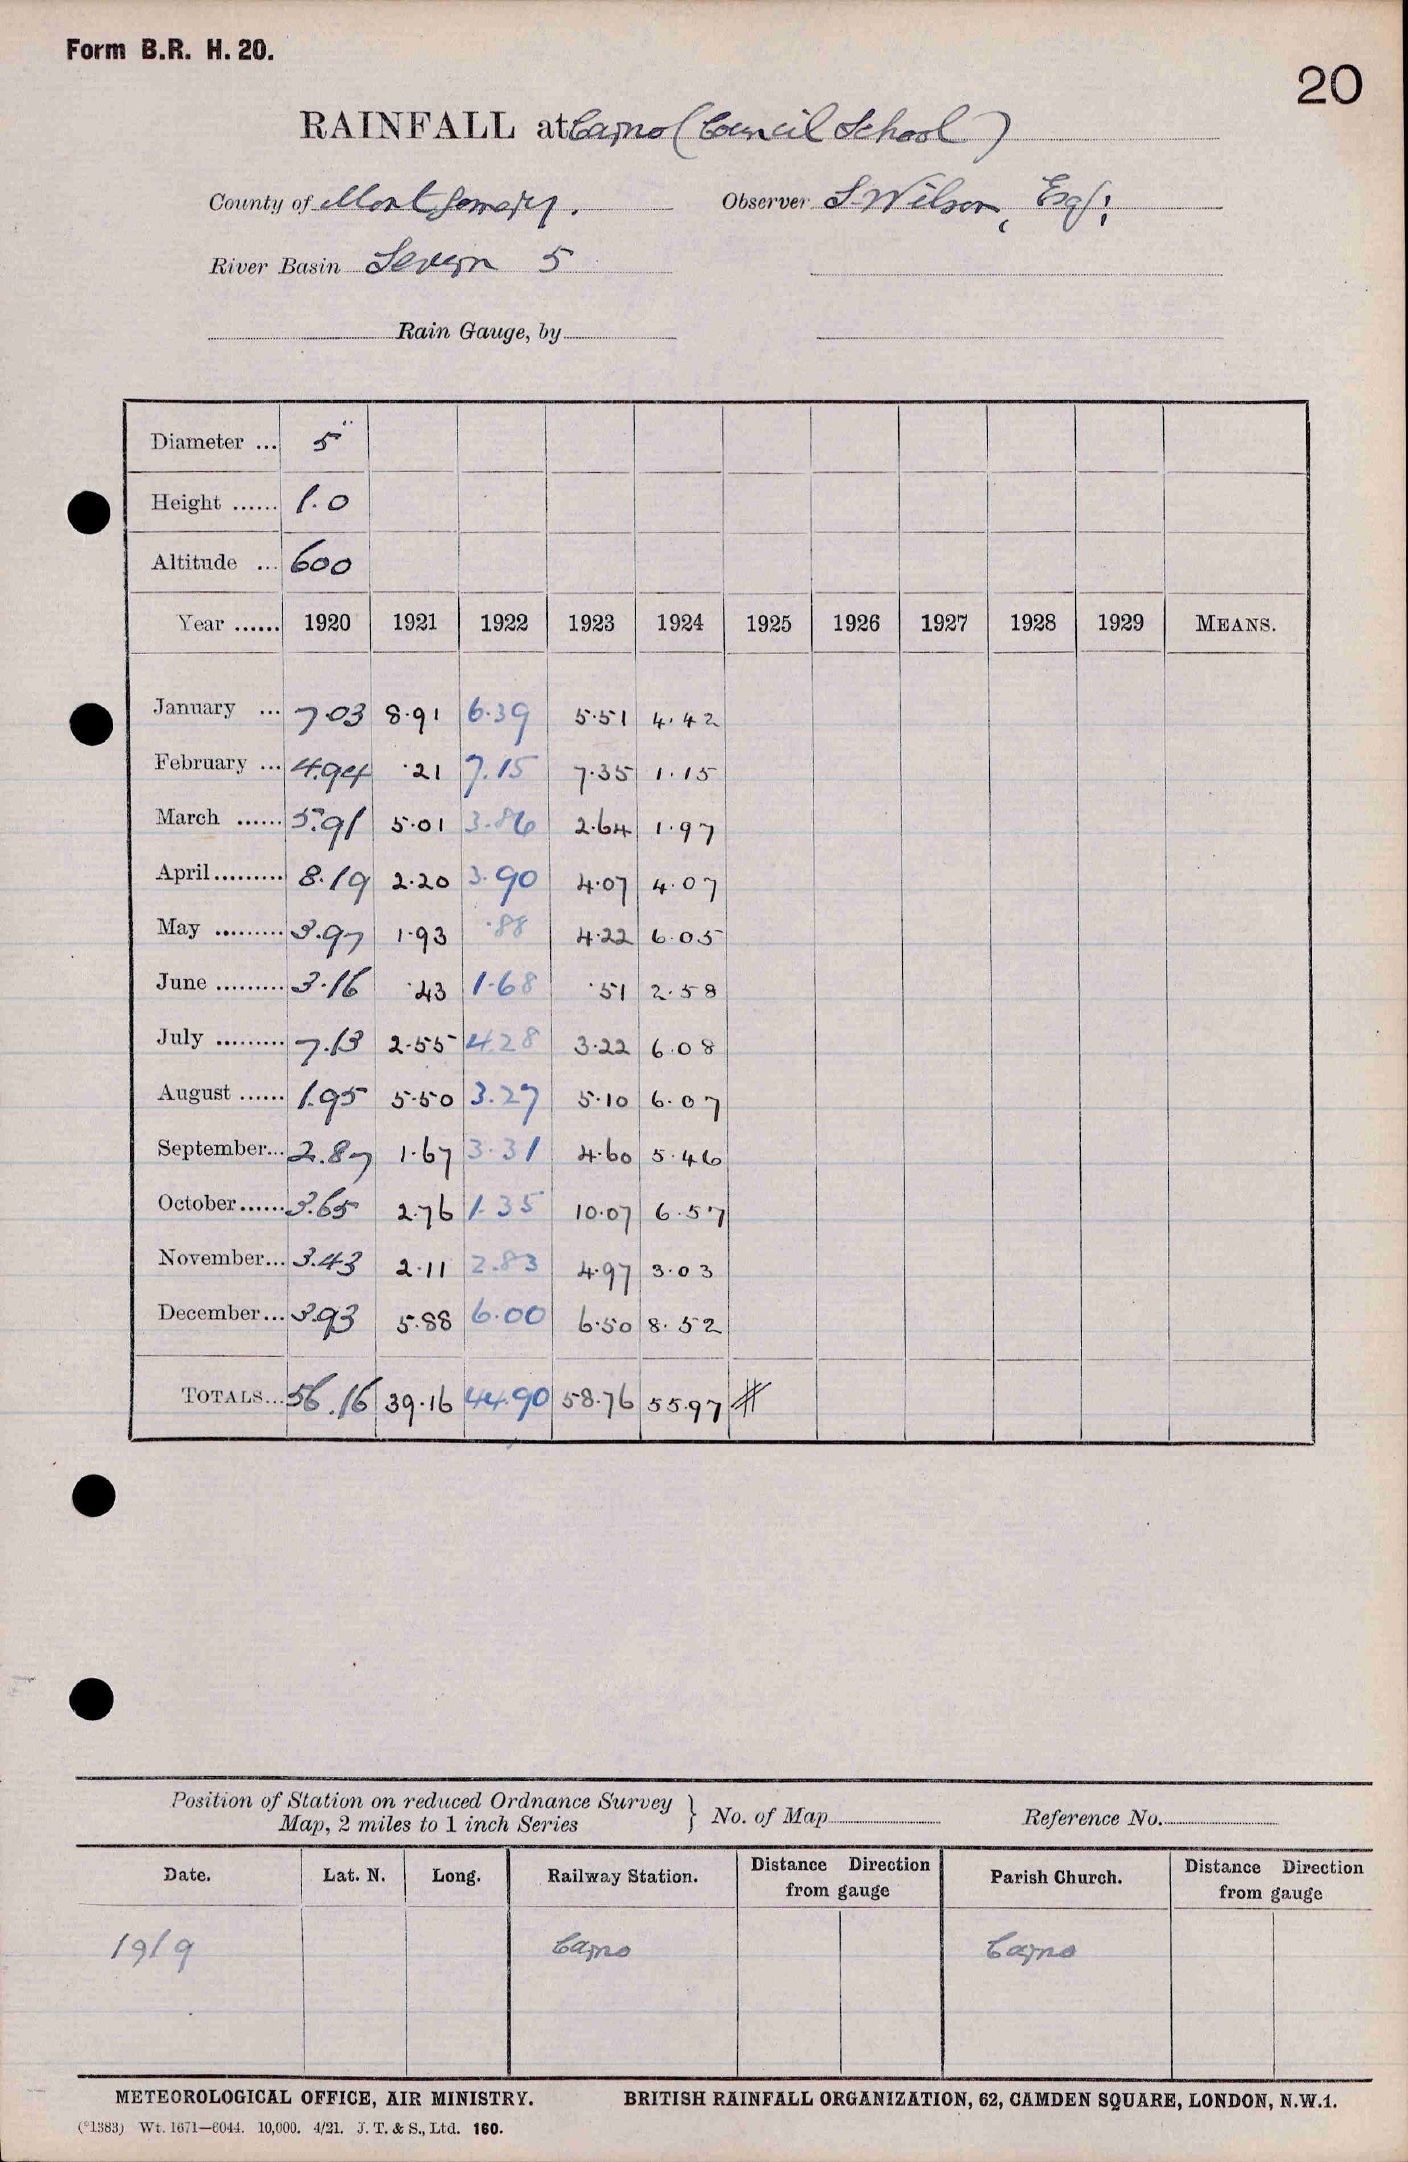 Form B.R. H. 20.
20
RAINFALL at Carno (Council School)
County of Montgomery. Observer S Wilson, Esq:
River Basin Severn 5
Rain Gauge, by
Diameter ... 5"
Height ...... 1.0
Altitude ... 600
Year ...... 1920 1921 1922 1923 1924 1925 1926 1927 1928 1929 MEANS.
January ... 7.03 8.91 6.39 5.51 4.42
February ... 4.94 .21 7.15 7.35 1.15
March ...... 5.91 5.01 3.86 2.64 1.97
April ......... 8.19 2.20 3.90 4.07 4.07
May ......... 3.97 1.93 .88 4.22 6.05
June ......... 3.16 .43 1.68 .51 2.58
July ......... 7.13 2.55 4.28 3.22 6.08
August ...... 1.95 5.50 3.27 5.10 6.07
September... 2.87 1.67 3.31 4.60 5.46
October...... 3.65 2.76 1.35 10.07 6.57
November... 3.43 2.11 2.83 4.97 3.03
December... 3.93 5.88 6.00 6.50 8.52
TOTALS... 56.16 39.16 44.90 58.76 55.97 #
Position of Station on reduced Ordnance Survey
Map, 2 miles to 1 inch Series } No. of Map Reference No.
Date. Lat. N. Long. Railway Station. Distance Direction from gauge Parish Church. Distance Direction from gauge
1919 Carno Carno
METEOROLOGICAL OFFICE, AIR MINISTRY. BRITISH RAINFALL ORGANIZATION, 62, CAMDEN SQUARE, LONDON, N.W.1.
(*1383) Wt. 1671—6044. 10,000. 4/21. J. T. & S., Ltd. 160.